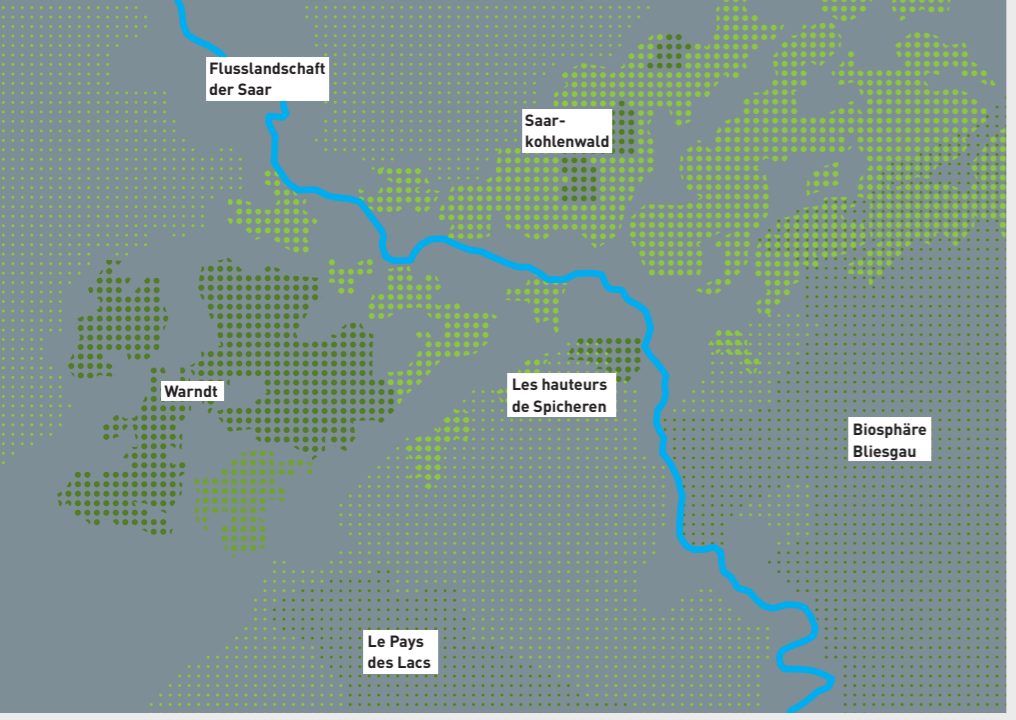 Flusslandschaft
der Saar
Saar-
kohlenwald
Warndt
Les hauteurs
de Spicheren
Biosphäre
Bliesgau
Le Pays
des Lacs